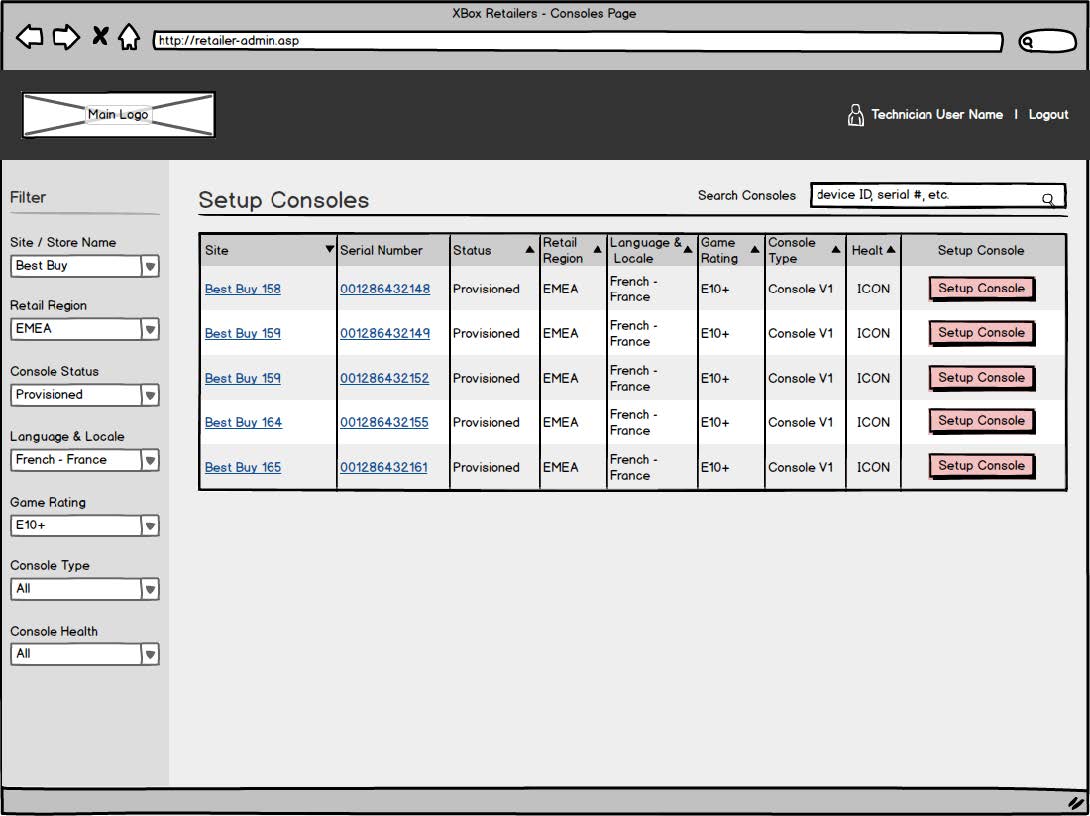 XBox Retailers - Consoles Page
http://retailer-admin.asp
Main Logo
Technician User Name | Logout
Filter
Site / Store Name
Best Buy
Retail Region
EMEA
Console Status
Provisioned
Language & Locale
French - France
Game Rating
E10+
Console Type
All
Console Health
All
Setup Consoles
Search Consoles
device ID, serial #, etc.
Site Serial Number Status Retail Region Language & Locale Game Rating Console Type Healt Setup Console
Best Buy 158 001286432148 Provisioned EMEA French - France E10+ Console V1 ICON Setup Console
Best Buy 159 001286432149 Provisioned EMEA French - France E10+ Console V1 ICON Setup Console
Best Buy 159 001286432152 Provisioned EMEA French - France E10+ Console V1 ICON Setup Console
Best Buy 164 001286432155 Provisioned EMEA French - France E10+ Console V1 ICON Setup Console
Best Buy 165 001286432161 Provisioned EMEA French - France E10+ Console V1 ICON Setup Console